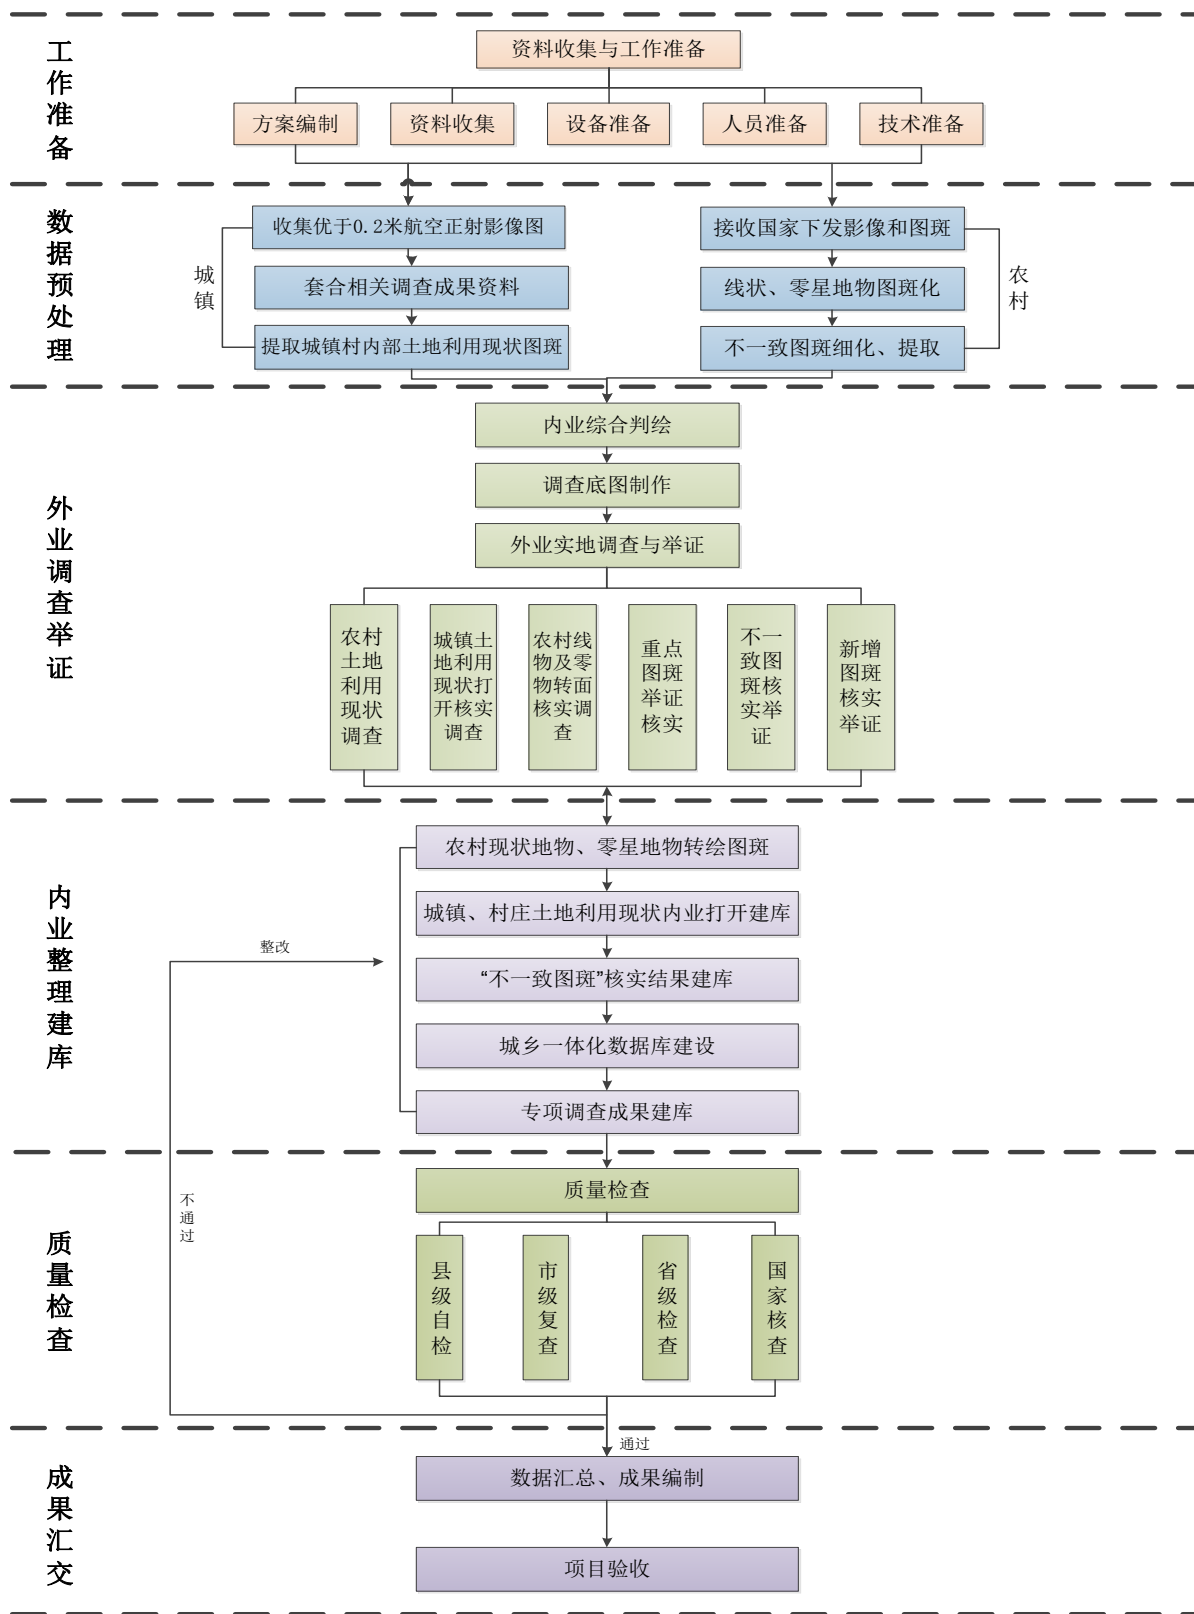 工作准备
资料收集与工作准备
方案编制
资料收集
设备准备
人员准备
技术准备
数据预处理
城镇
收集优于0.2米航空正射影像图
套合相关调查成果资料
提取城镇村内部土地利用现状图斑
接收国家下发影像和图斑
线状、零星地物图斑化
不一致图斑细化、提取
农村
外业调查举证
内业综合判绘
调查底图制作
外业实地调查与举证
农村
土地
利用
现状
调查
城镇土
地利用
现状打
开核实
调查
农村线
物及零
物转面
核实调
查
重点
图斑
举证
核实
不一
致图
斑核
实举
证
新增
图斑
核实
举证
内业整理建库
农村现状地物、零星地物转绘图斑
城镇、村庄土地利用现状内业打开建库
“不一致图斑”核实结果建库
城乡一体化数据库建设
专项调查成果建库
整改
不通过
质量检查
质量检查
县级自检
市级复查
省级检查
国家核查
通过
成果汇交
数据汇总、成果编制
项目验收